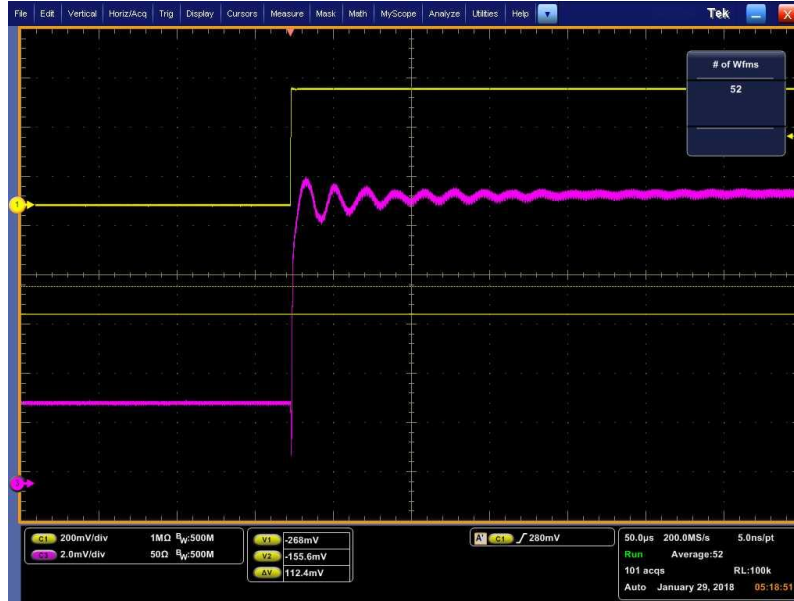 File Edit Vertical Horiz/Acq Trig Display Cursors Measure Mask Math MyScope Analyze Utilities Help Tek X
# of Wfms
52
1
3
C1 200mV/div 1MΩ BW:500M
C3 2.0mV/div 50Ω BW:500M
V1 -268mV
V2 -155.6mV
ΔV 112.4mV
A' C1 280mV
50.0µs 200.0MS/s 5.0ns/pt
Run Average:52
101 acqs RL:100k
Auto January 29, 2018 05:18:51